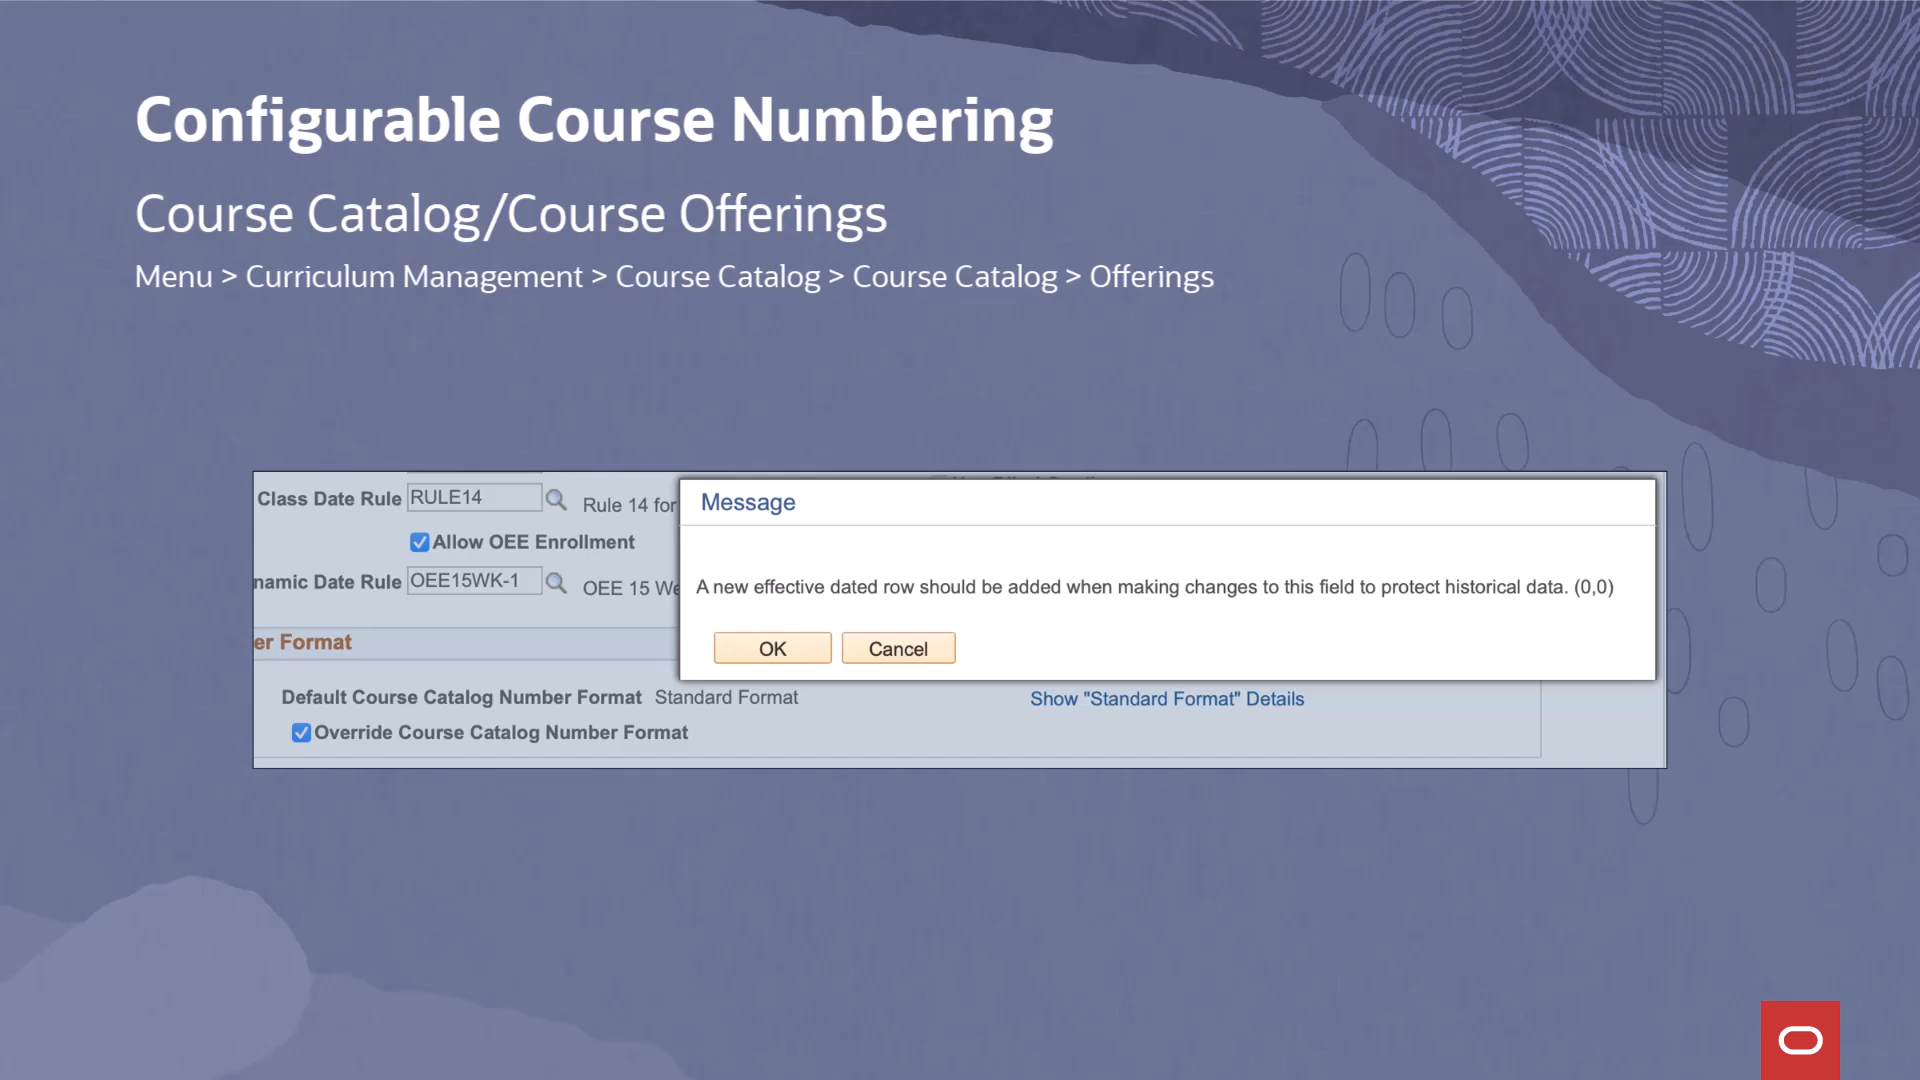 Configurable Course Numbering
Course Catalog/Course Offerings
Menu > Curriculum Management > Course Catalog > Course Catalog > Offerings
Class Date Rule RULE14 Rule 14 for
Message
Allow OEE Enrollment
namic Date Rule OEE15WK-1 OEE 15 We
A new effective dated row should be added when making changes to this field to protect historical data. (0,0)
OK Cancel
er Format
Default Course Catalog Number Format Standard Format Show "Standard Format" Details
Override Course Catalog Number Format